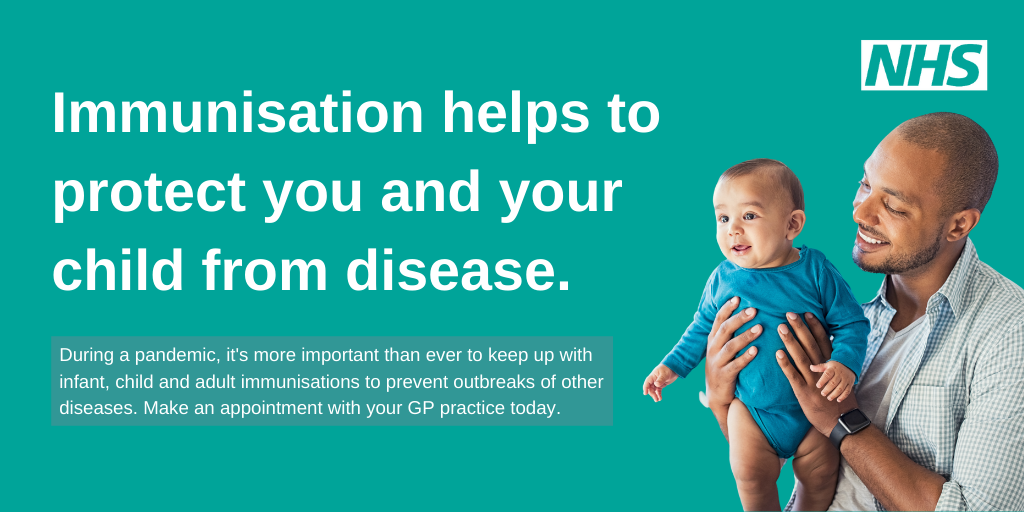 NHS
Immunisation helps to
protect you and your
child from disease.
During a pandemic, it's more important than ever to keep up with
infant, child and adult immunisations to prevent outbreaks of other
diseases. Make an appointment with your GP practice today.